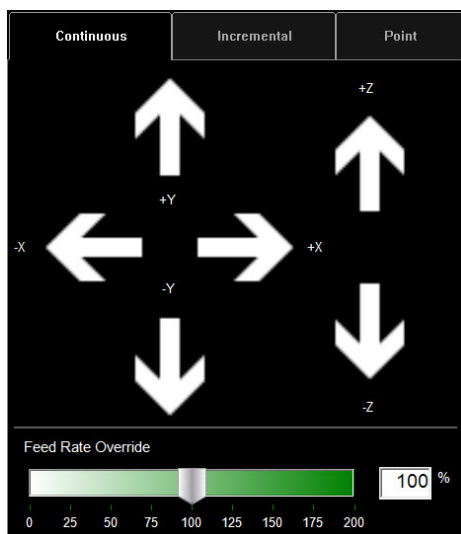 Continuous Incremental Point
+Z
+Y
-X +X
-Y
-Z
Feed Rate Override
100 %
0 25 50 75 100 125 150 175 200